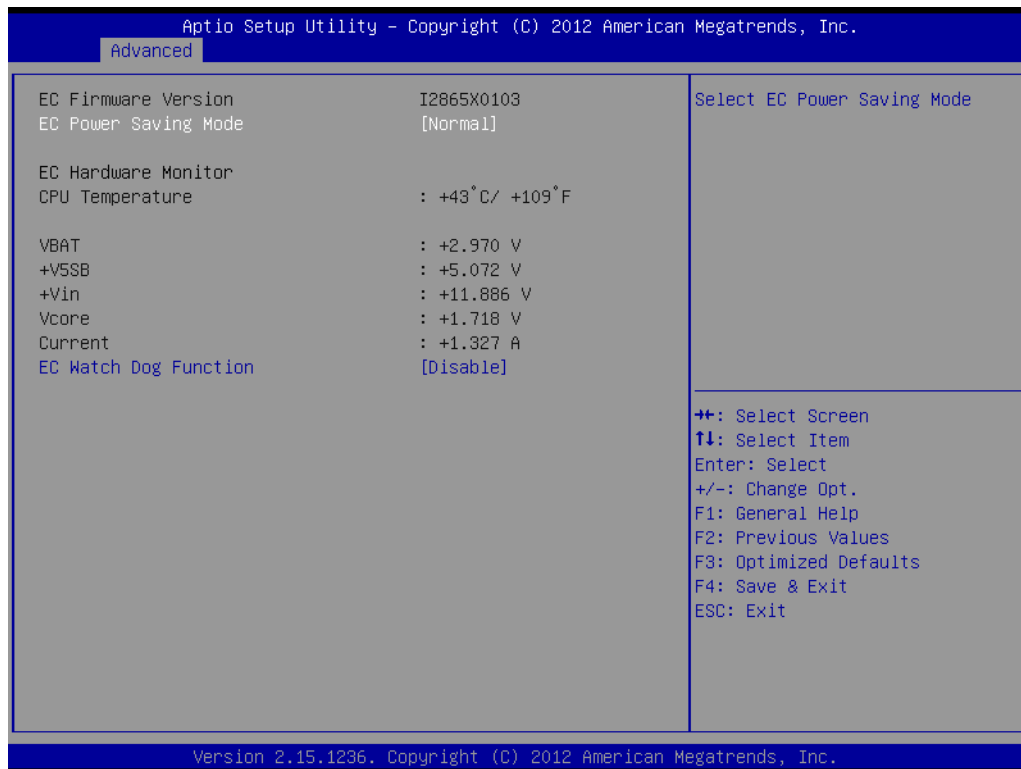 Aptio Setup Utility – Copyright (C) 2012 American Megatrends, Inc.
Advanced
EC Firmware Version I2865X0103
EC Power Saving Mode [Normal]
EC Hardware Monitor
CPU Temperature : +43°C/ +109°F
VBAT : +2.970 V
+V5SB : +5.072 V
+Vin : +11.886 V
Vcore : +1.718 V
Current : +1.327 A
EC Watch Dog Function [Disable]
Select EC Power Saving Mode
→←: Select Screen
↑↓: Select Item
Enter: Select
+/-: Change Opt.
F1: General Help
F2: Previous Values
F3: Optimized Defaults
F4: Save & Exit
ESC: Exit
Version 2.15.1236. Copyright (C) 2012 American Megatrends, Inc.